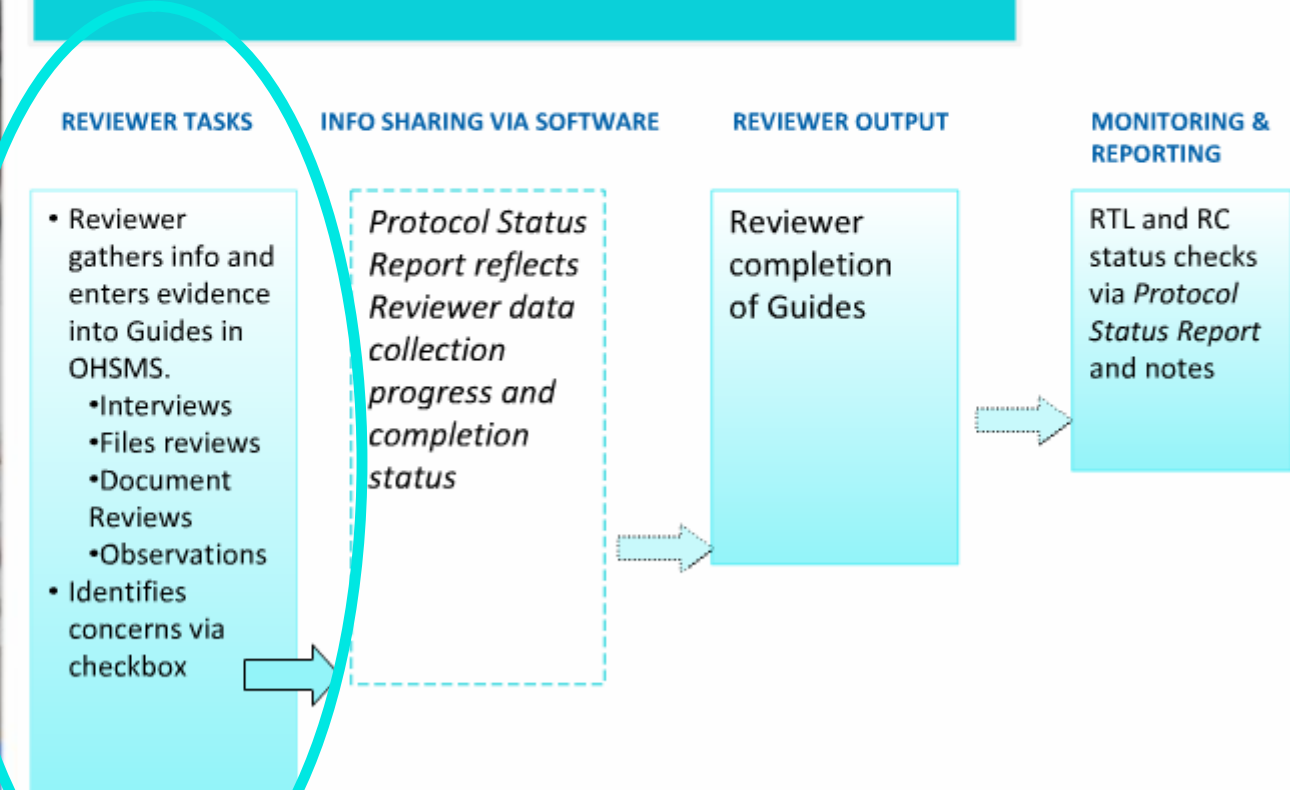 REVIEWER TASKS
• Reviewer
gathers info and
enters evidence
into Guides in
OHSMS.
•Interviews
•Files reviews
•Document
Reviews
•Observations
• Identifies
concerns via
checkbox
INFO SHARING VIA SOFTWARE
Protocol Status
Report reflects
Reviewer data
collection
progress and
completion
status
REVIEWER OUTPUT
Reviewer
completion
of Guides
MONITORING &
REPORTING
RTL and RC
status checks
via Protocol
Status Report
and notes